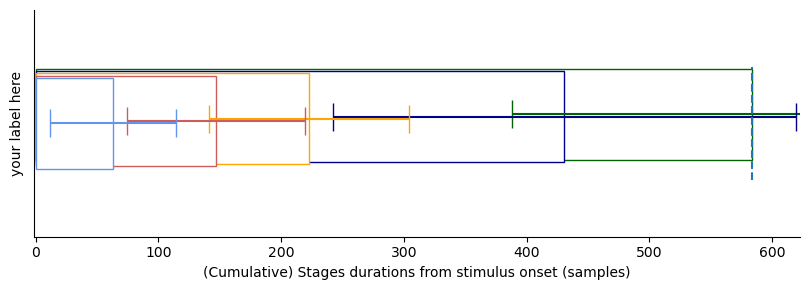 your label here
0 100 200 300 400 500 600
(Cumulative) Stages durations from stimulus onset (samples)